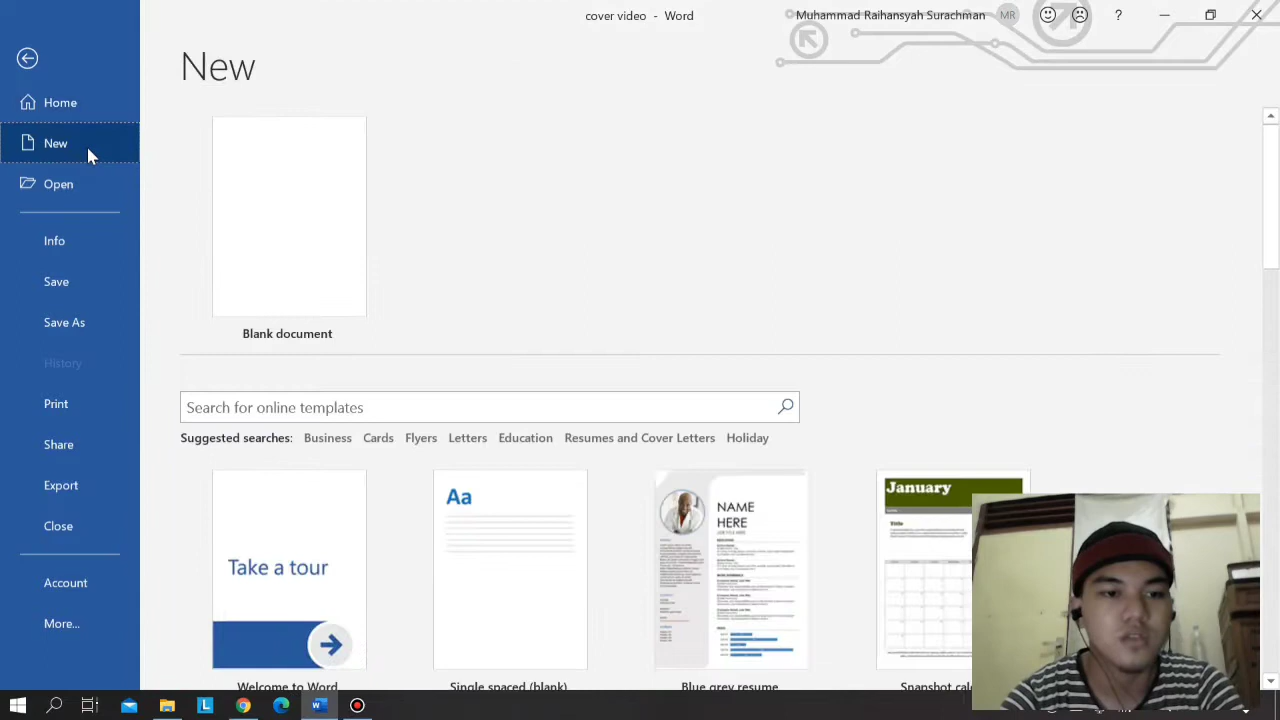 cover video - Word
Muhammad Raihansyah Surachman MR
?
New
Home
New
Open
Info
Save
Save As
History
Print
Share
Export
Close
Account
More...
Blank document
Search for online templates
Suggested searches: Business Cards Flyers Letters Education Resumes and Cover Letters Holiday
Take a tour
Aa
NAME
HERE
January
Title
Welcome to Word
Single spaced (blank)
Blue grey resume
Snapshot